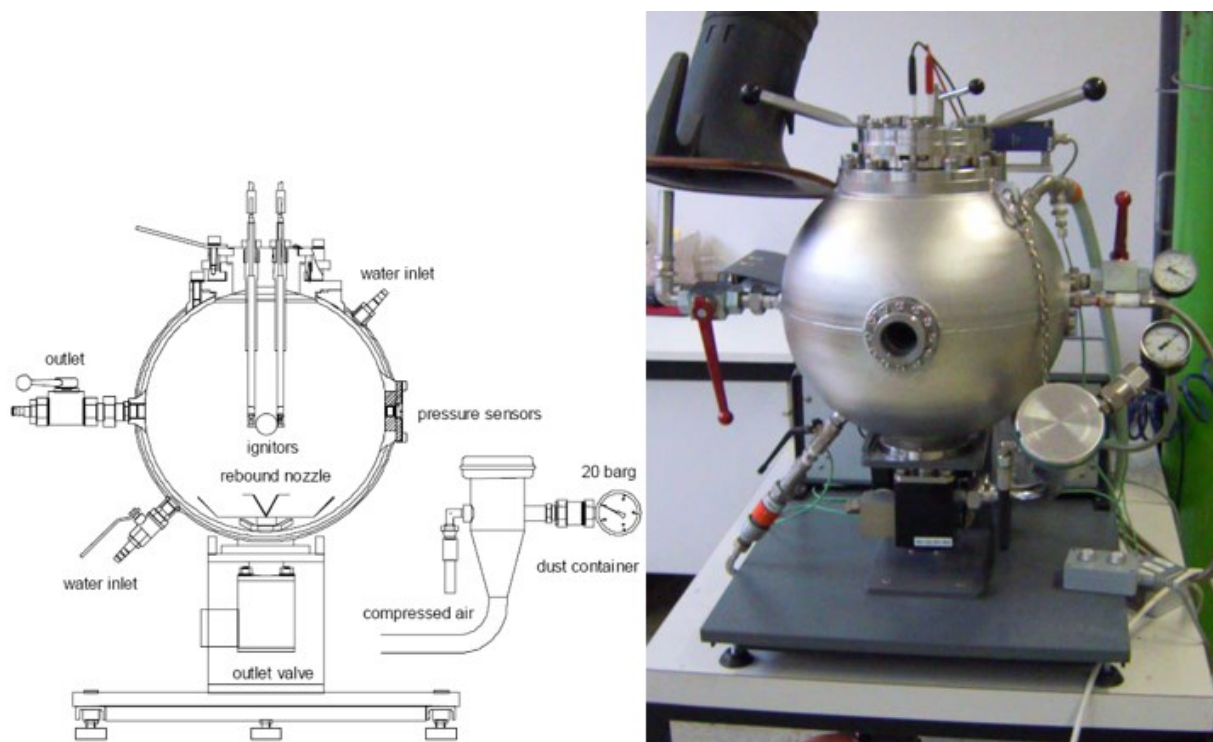 water inlet
outlet
pressure sensors
ignitors
rebound nozzle
20 barg
dust container
water inlet
compressed air
outlet valve